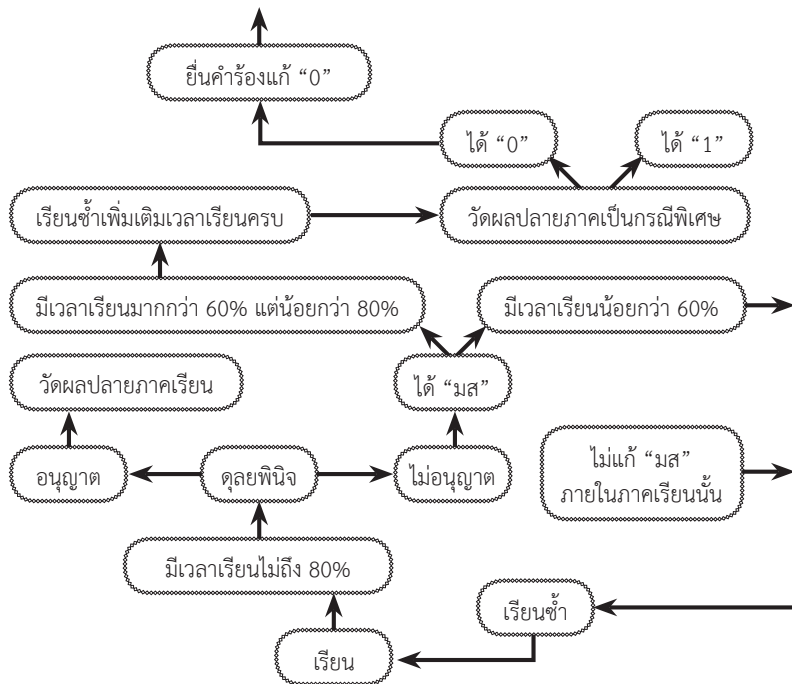 ยื่นคำร้องแก้ “0”
ได้ “0”
ได้ “1”
เรียนซ้ำเพิ่มเติมเวลาเรียนครบ
วัดผลปลายภาคเป็นกรณีพิเศษ
มีเวลาเรียนมากกว่า 60% แต่น้อยกว่า 80%
มีเวลาเรียนน้อยกว่า 60%
วัดผลปลายภาคเรียน
ได้ “มส”
อนุญาต
ดุลยพินิจ
ไม่อนุญาต
ไม่แก้ “มส”
ภายในภาคเรียนนั้น
มีเวลาเรียนไม่ถึง 80%
เรียนซ้ำ
เรียน